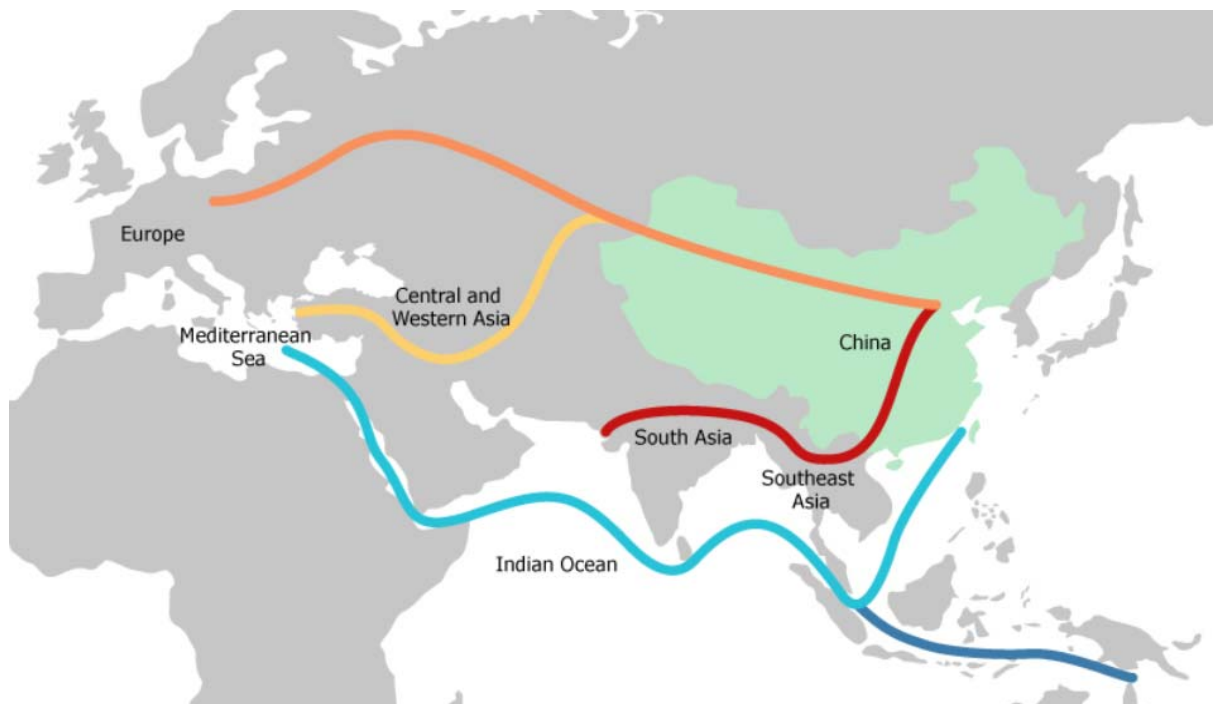 Europe
Central and
Western Asia
Mediterranean
Sea
China
South Asia
Southeast
Asia
Indian Ocean